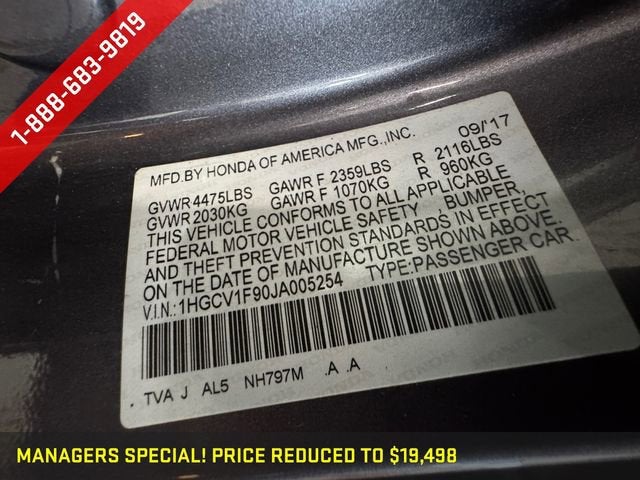 1-888-683-9819
MFD.BY HONDA OF AMERICA MFG.,INC. 09/'17
GVWR 4475LBS GAWR F 2359LBS R 2116LBS
GVWR 2030KG GAWR F 1070KG R 960KG
THIS VEHICLE CONFORMS TO ALL APPLICABLE
FEDERAL MOTOR VEHICLE SAFETY, BUMPER,
AND THEFT PREVENTION STANDARDS IN EFFECT
ON THE DATE OF MANUFACTURE SHOWN ABOVE.
V.I.N.:1HGCV1F90JA005254 TYPE:PASSENGER CAR
TVA J AL5 NH797M .A .A
MANAGERS SPECIAL! PRICE REDUCED TO $19,498